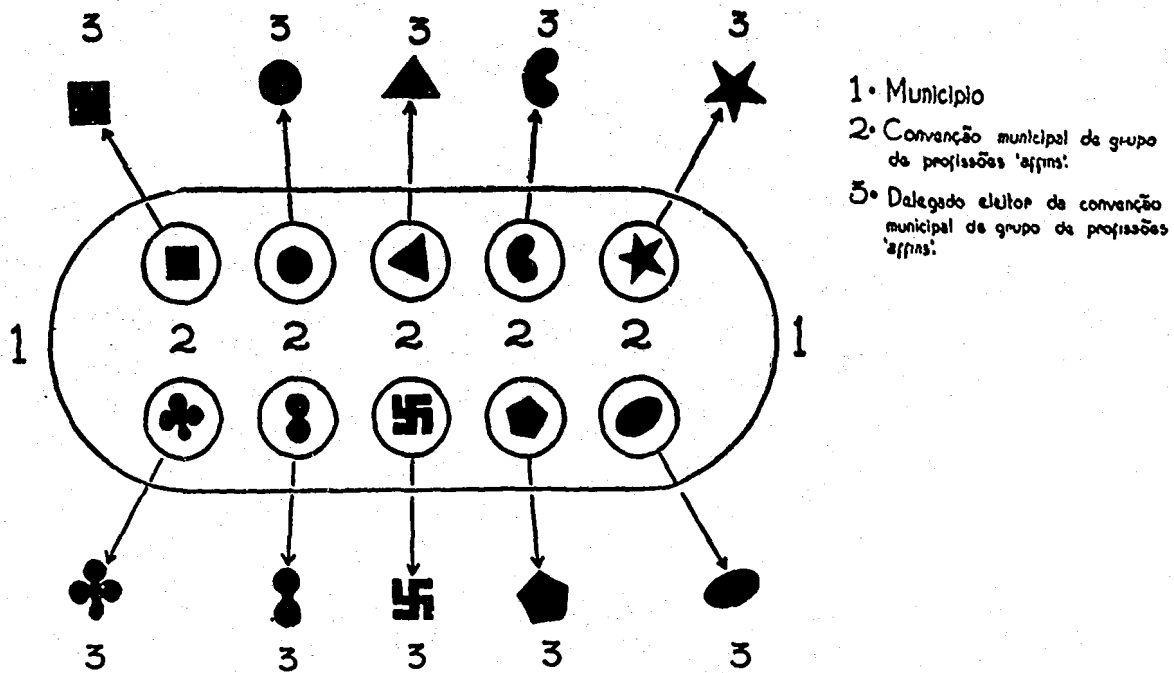 3 3 3 3 3
1• Municipio
2• Convenção municipal de grupo
de profissões 'affins'.
3• Delegado eleitor da convenção
municipal de grupo de profissões
'affins'.
1 2 2 2 2 2 1
3 3 3 3 3